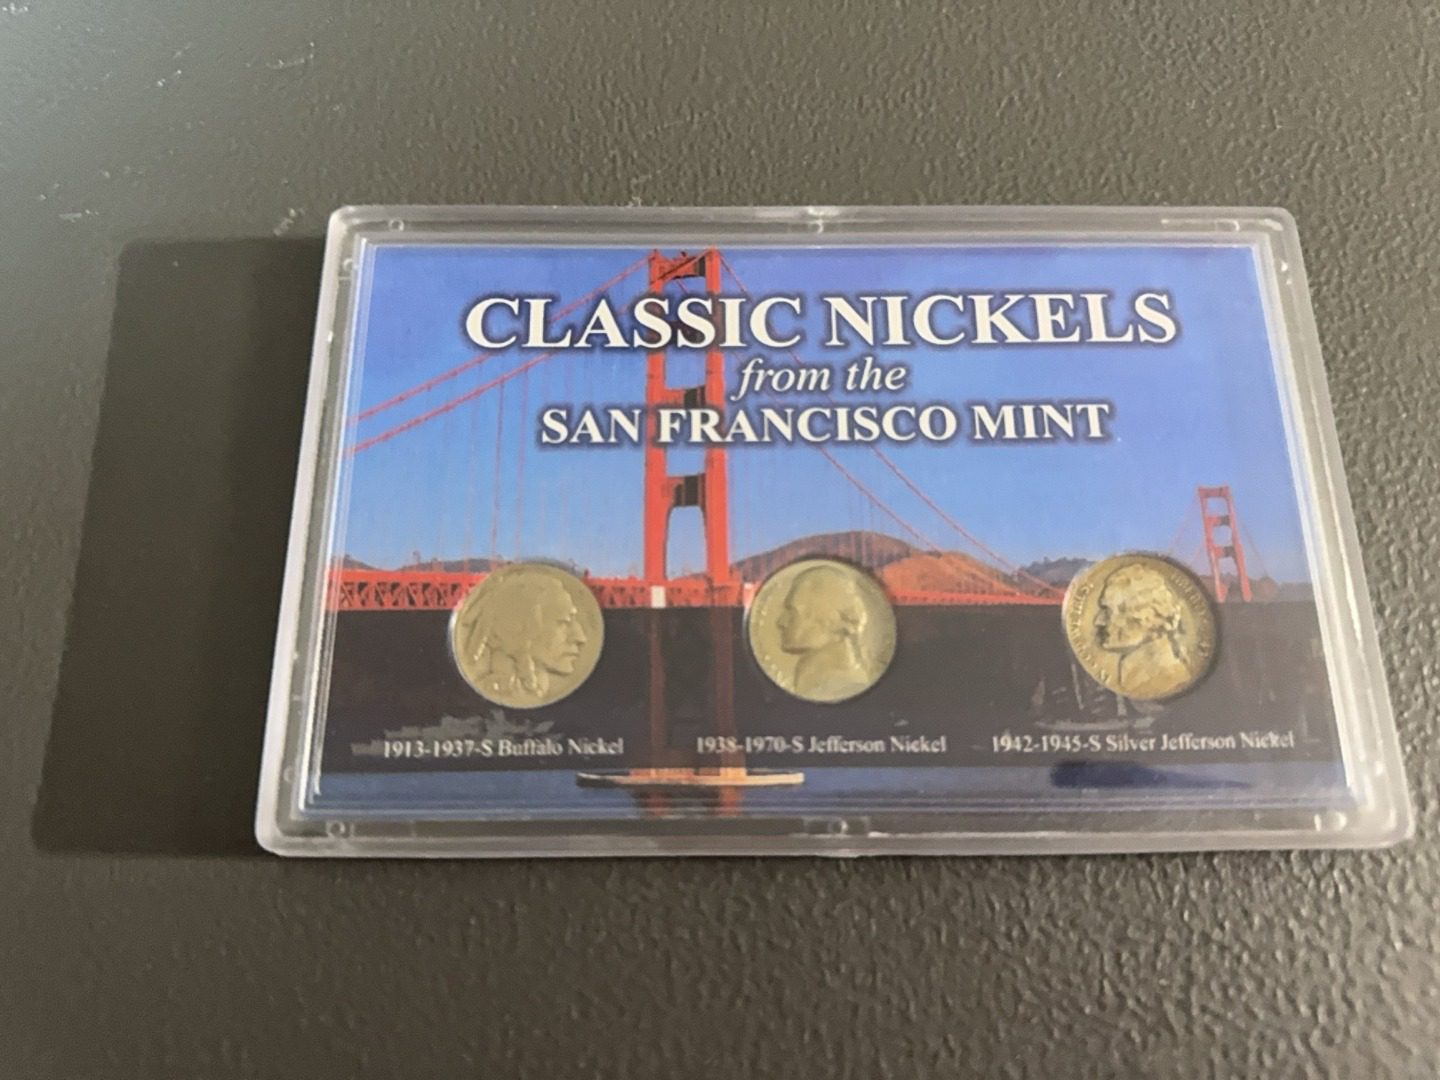 CLASSIC NICKELS
from the
SAN FRANCISCO MINT
1913-1937-S Buffalo Nickel
1938-1970-S Jefferson Nickel
1942-1945-S Silver Jefferson Nickel